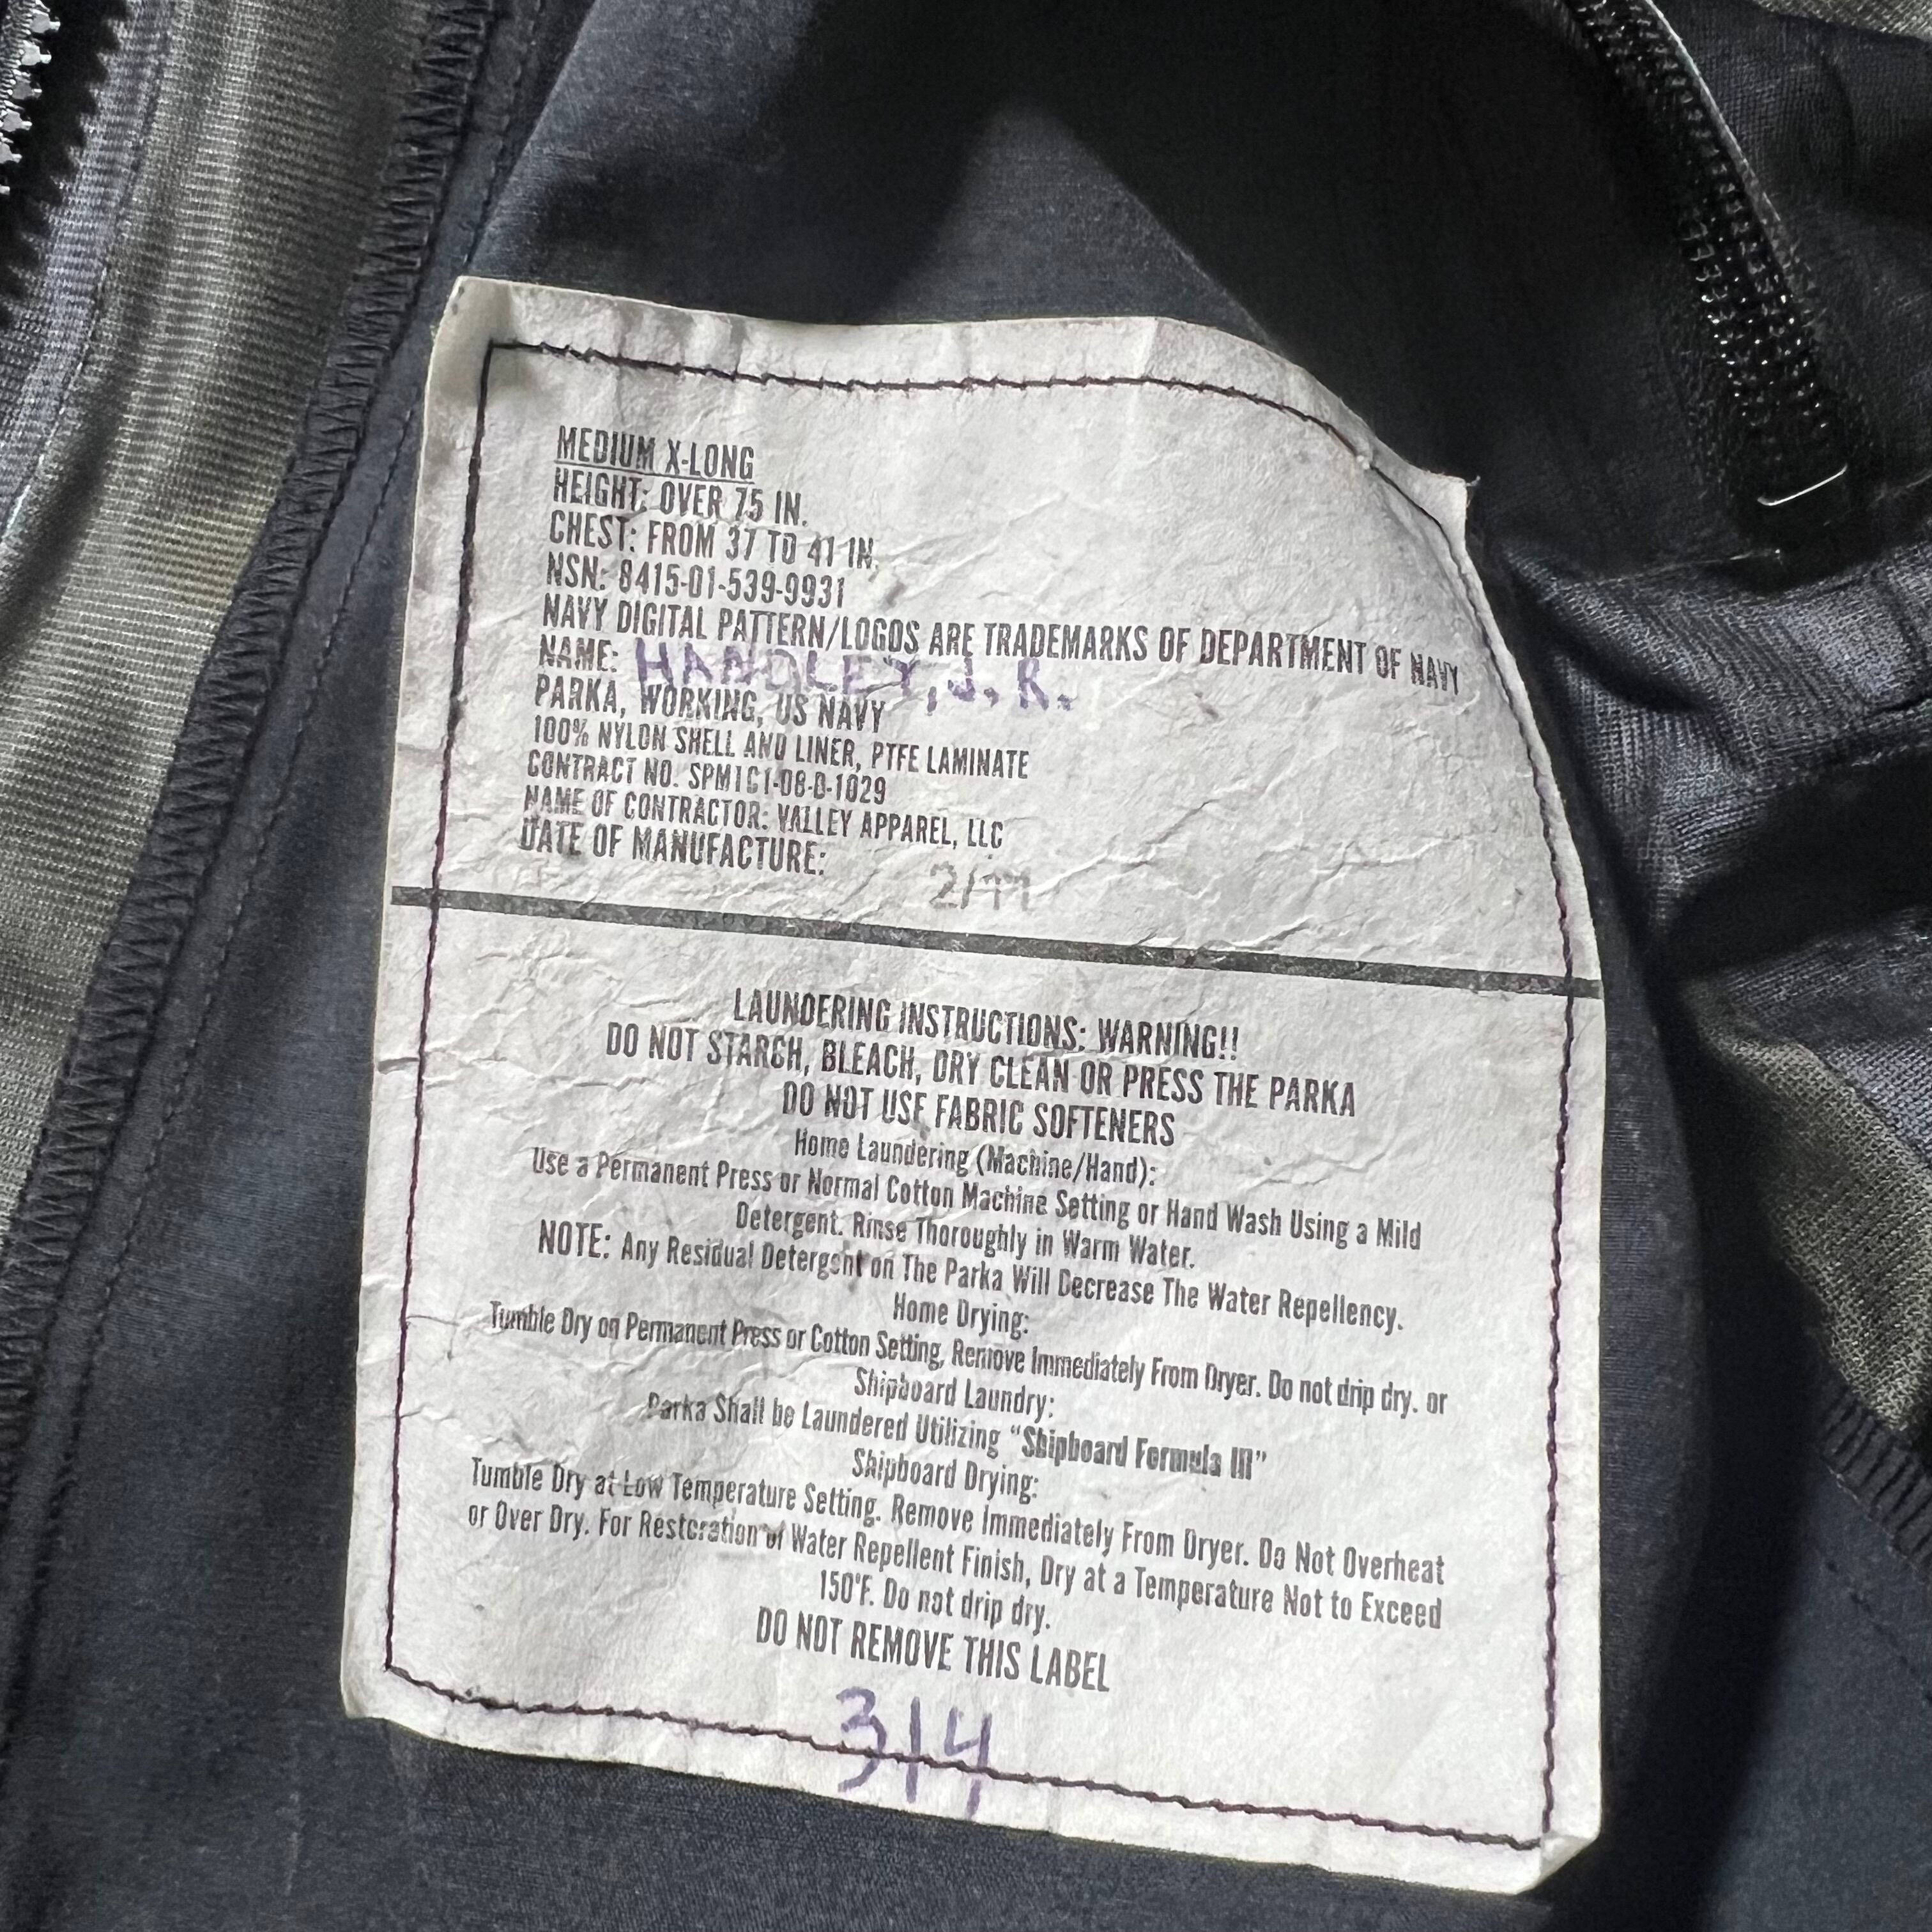 MEDIUM X-LONG
HEIGHT: OVER 75 IN.
CHEST: FROM 37 TO 41 IN.
NSN: 8415-01-539-9931
NAVY DIGITAL PATTERN/LOGOS ARE TRADEMARKS OF DEPARTMENT OF NAVY
NAME: HANDLEY, J. R.
PARKA, WORKING, US NAVY
100% NYLON SHELL AND LINER, PTFE LAMINATE
CONTRACT NO. SPM1C1-08-D-1029
NAME OF CONTRACTOR: VALLEY APPAREL, LLC
DATE OF MANUFACTURE:
2/11
LAUNDERING INSTRUCTIONS: WARNING!!
DO NOT STARCH, BLEACH, DRY CLEAN OR PRESS THE PARKA
DO NOT USE FABRIC SOFTENERS
Home Laundering (Machine/Hand):
Use a Permanent Press or Normal Cotton Machine Setting or Hand Wash Using a Mild
Detergent. Rinse Thoroughly in Warm Water.
NOTE: Any Residual Detergent on The Parka Will Decrease The Water Repellency.
Home Drying:
Tumble Dry on Permanent Press or Cotton Setting, Remove Immediately From Dryer. Do not drip dry. or
Shipboard Laundry:
Parka Shall be Laundered Utilizing "Shipboard Formula III"
Shipboard Drying:
Tumble Dry at Low Temperature Setting. Remove Immediately From Dryer. Do Not Overheat
or Over Dry. For Restoration of Water Repellent Finish, Dry at a Temperature Not to Exceed
150°F. Do not drip dry.
DO NOT REMOVE THIS LABEL
314